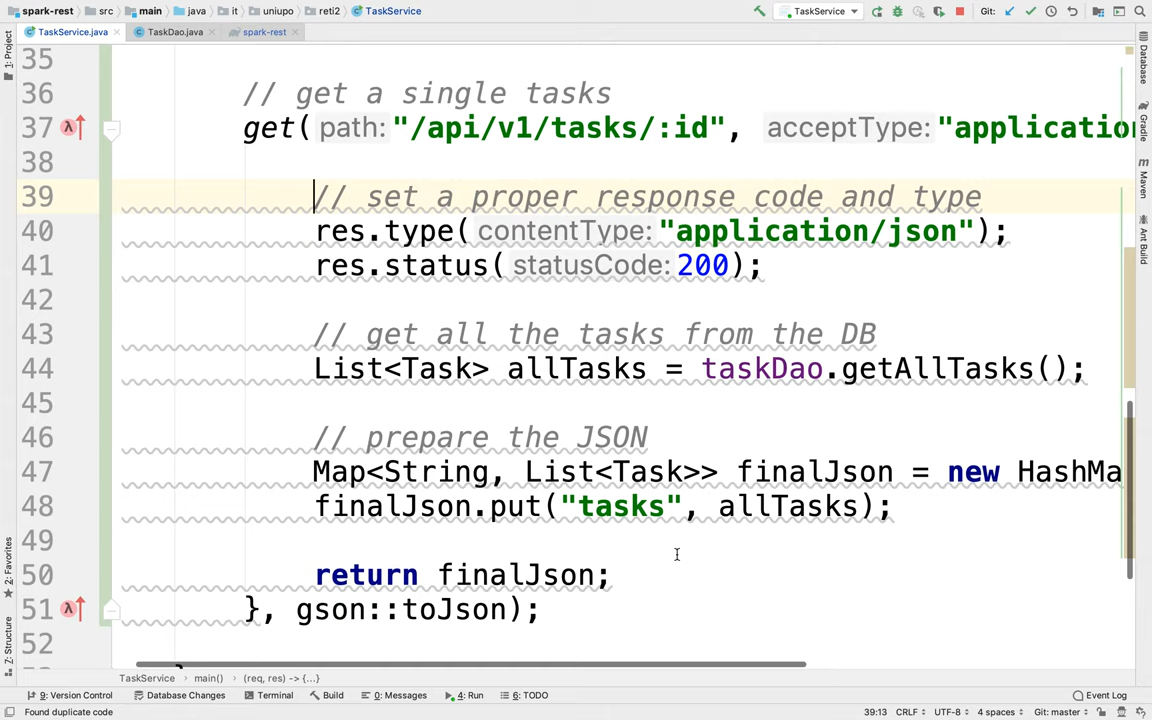 spark-rest src main java it uniupo reti2 TaskService TaskService Git:
TaskService.java TaskDao.java spark-rest
1: Project
Database
Gradle
Maven
Ant Build
35
36 // get a single tasks
37 get( path: "/api/v1/tasks/:id", acceptType: "application
38
39 // set a proper response code and type
40 res.type( contentType: "application/json");
41 res.status( statusCode: 200);
42
43 // get all the tasks from the DB
44 List<Task> allTasks = taskDao.getAllTasks();
45
46 // prepare the JSON
47 Map<String, List<Task>> finalJson = new HashMa
48 finalJson.put("tasks", allTasks);
49
50 return finalJson;
51 }, gson::toJson);
52
2: Favorites
Z: Structure
TaskService main() (req, res) -> {...}
9: Version Control Database Changes Terminal Build 0: Messages 4: Run 6: TODO Event Log
Found duplicate code 39:13 CRLF UTF-8 4 spaces Git: master